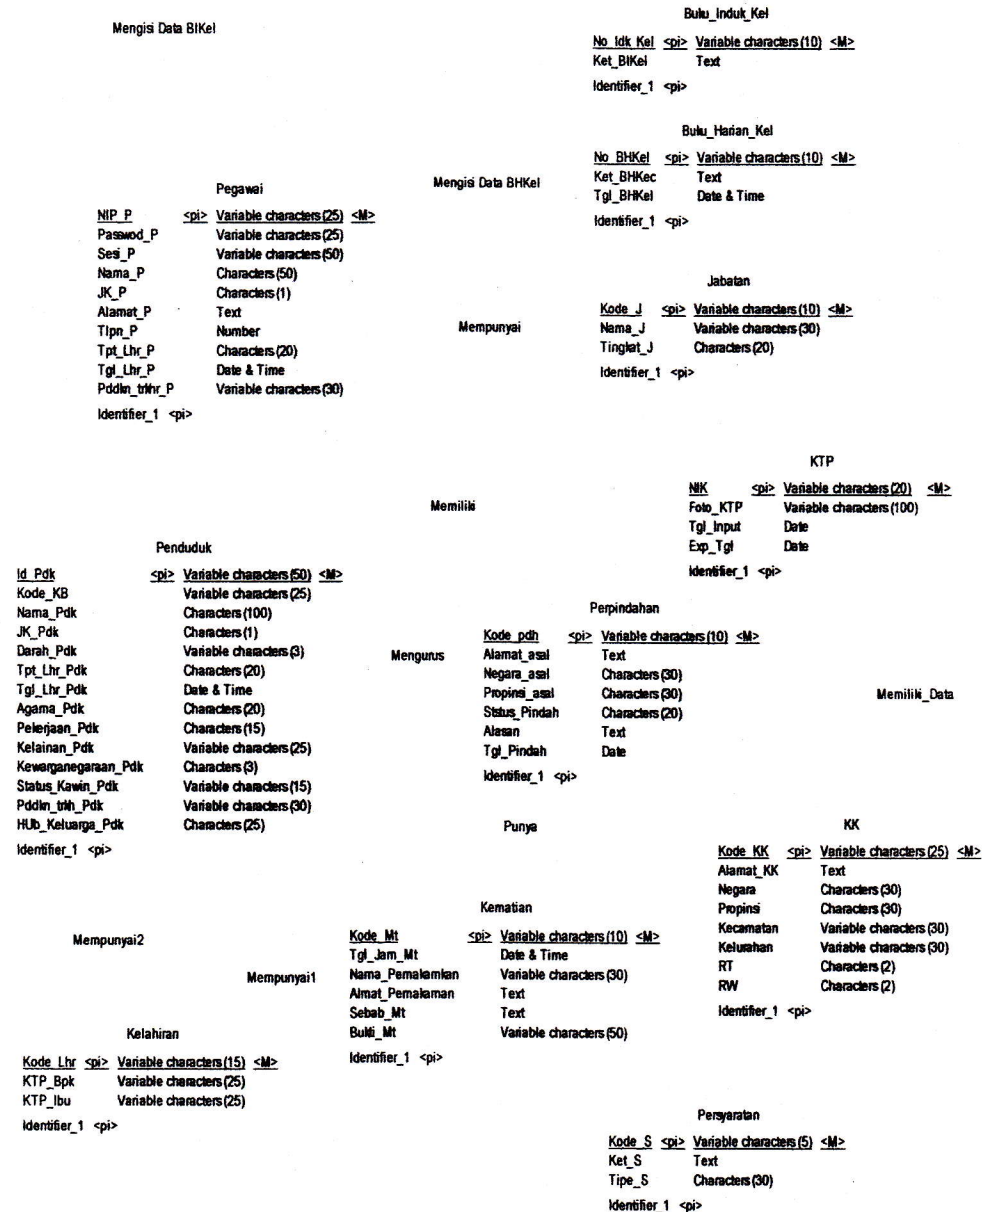 Mengisi Data BIKel
Buku_Induk_Kel
No_Idk_Kel <pi> Variable characters (10) <M>
Ket_BIKel Text
Identifier_1 <pi>
Buku_Harian_Kel
No_BHKel <pi> Variable characters (10) <M>
Ket_BHKec Text
Tgl_BHKel Date & Time
Identifier_1 <pi>
Mengisi Data BHKel
Pegawai
NIP_P <pi> Variable characters (25) <M>
Passwod_P Variable characters (25)
Sesi_P Variable characters (50)
Nama_P Characters (50)
JK_P Characters (1)
Alamat_P Text
Tlpn_P Number
Tpt_Lhr_P Characters (20)
Tgl_Lhr_P Date & Time
Pddkn_trkhr_P Variable characters (30)
Identifier_1 <pi>
Jabatan
Kode_J <pi> Variable characters (10) <M>
Nama_J Variable characters (30)
Tingkat_J Characters (20)
Identifier_1 <pi>
Mempunyai
KTP
NIK <pi> Variable characters (20) <M>
Foto_KTP Variable characters (100)
Tgl_Input Date
Exp_Tgl Date
Identifier_1 <pi>
Memiliki
Penduduk
Id_Pdk <pi> Variable characters (50) <M>
Kode_KB Variable characters (25)
Nama_Pdk Characters (100)
JK_Pdk Characters (1)
Darah_Pdk Variable characters (3)
Tpt_Lhr_Pdk Characters (20)
Tgl_Lhr_Pdk Date & Time
Agama_Pdk Characters (20)
Pekerjaan_Pdk Characters (15)
Kelainan_Pdk Variable characters (25)
Kewarganegaraan_Pdk Characters (3)
Status_Kawin_Pdk Variable characters (15)
Pddkn_trkh_Pdk Variable characters (30)
HUb_Keluarga_Pdk Characters (25)
Identifier_1 <pi>
Mengurus
Perpindahan
Kode_pdh <pi> Variable characters (10) <M>
Alamat_asal Text
Negara_asal Characters (30)
Propinsi_asal Characters (30)
Ststus_Pindah Characters (20)
Alasan Text
Tgl_Pindah Date
Identifier_1 <pi>
Memiliki_Data
Punya
KK
Kode_KK <pi> Variable characters (25) <M>
Alamat_KK Text
Negara Characters (30)
Propinsi Characters (30)
Kecamatan Variable characters (30)
Kelurahan Variable characters (30)
RT Characters (2)
RW Characters (2)
Identifier_1 <pi>
Kematian
Kode_Mt <pi> Variable characters (10) <M>
Tgl_Jam_Mt Date & Time
Nama_Pemakamkan Variable characters (30)
Almat_Pemakaman Text
Sebab_Mt Text
Bukti_Mt Variable characters (50)
Identifier_1 <pi>
Mempunyai2
Mempunyai1
Kelahiran
Kode_Lhr <pi> Variable characters (15) <M>
KTP_Bpk Variable characters (25)
KTP_Ibu Variable characters (25)
Identifier_1 <pi>
Persyaratan
Kode_S <pi> Variable characters (5) <M>
Ket_S Text
Tipe_S Characters (30)
Identifier_1 <pi>